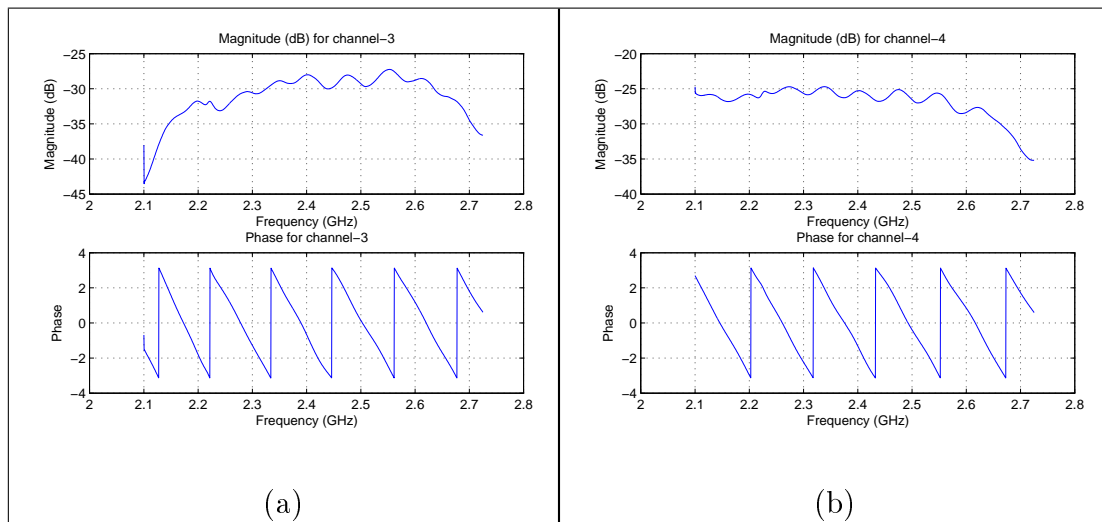 Magnitude (dB) for channel−3
−25
−30
−35
−40
−45
Magnitude (dB)
2 2.1 2.2 2.3 2.4 2.5 2.6 2.7 2.8
Frequency (GHz)
Phase for channel−3
4
2
0
−2
−4
Phase
2 2.1 2.2 2.3 2.4 2.5 2.6 2.7 2.8
Frequency (GHz)
(a)
Magnitude (dB) for channel−4
−20
−25
−30
−35
−40
Magnitude (dB)
2 2.1 2.2 2.3 2.4 2.5 2.6 2.7 2.8
Frequency (GHz)
Phase for channel−4
4
2
0
−2
−4
Phase
2 2.1 2.2 2.3 2.4 2.5 2.6 2.7 2.8
Frequency (GHz)
(b)